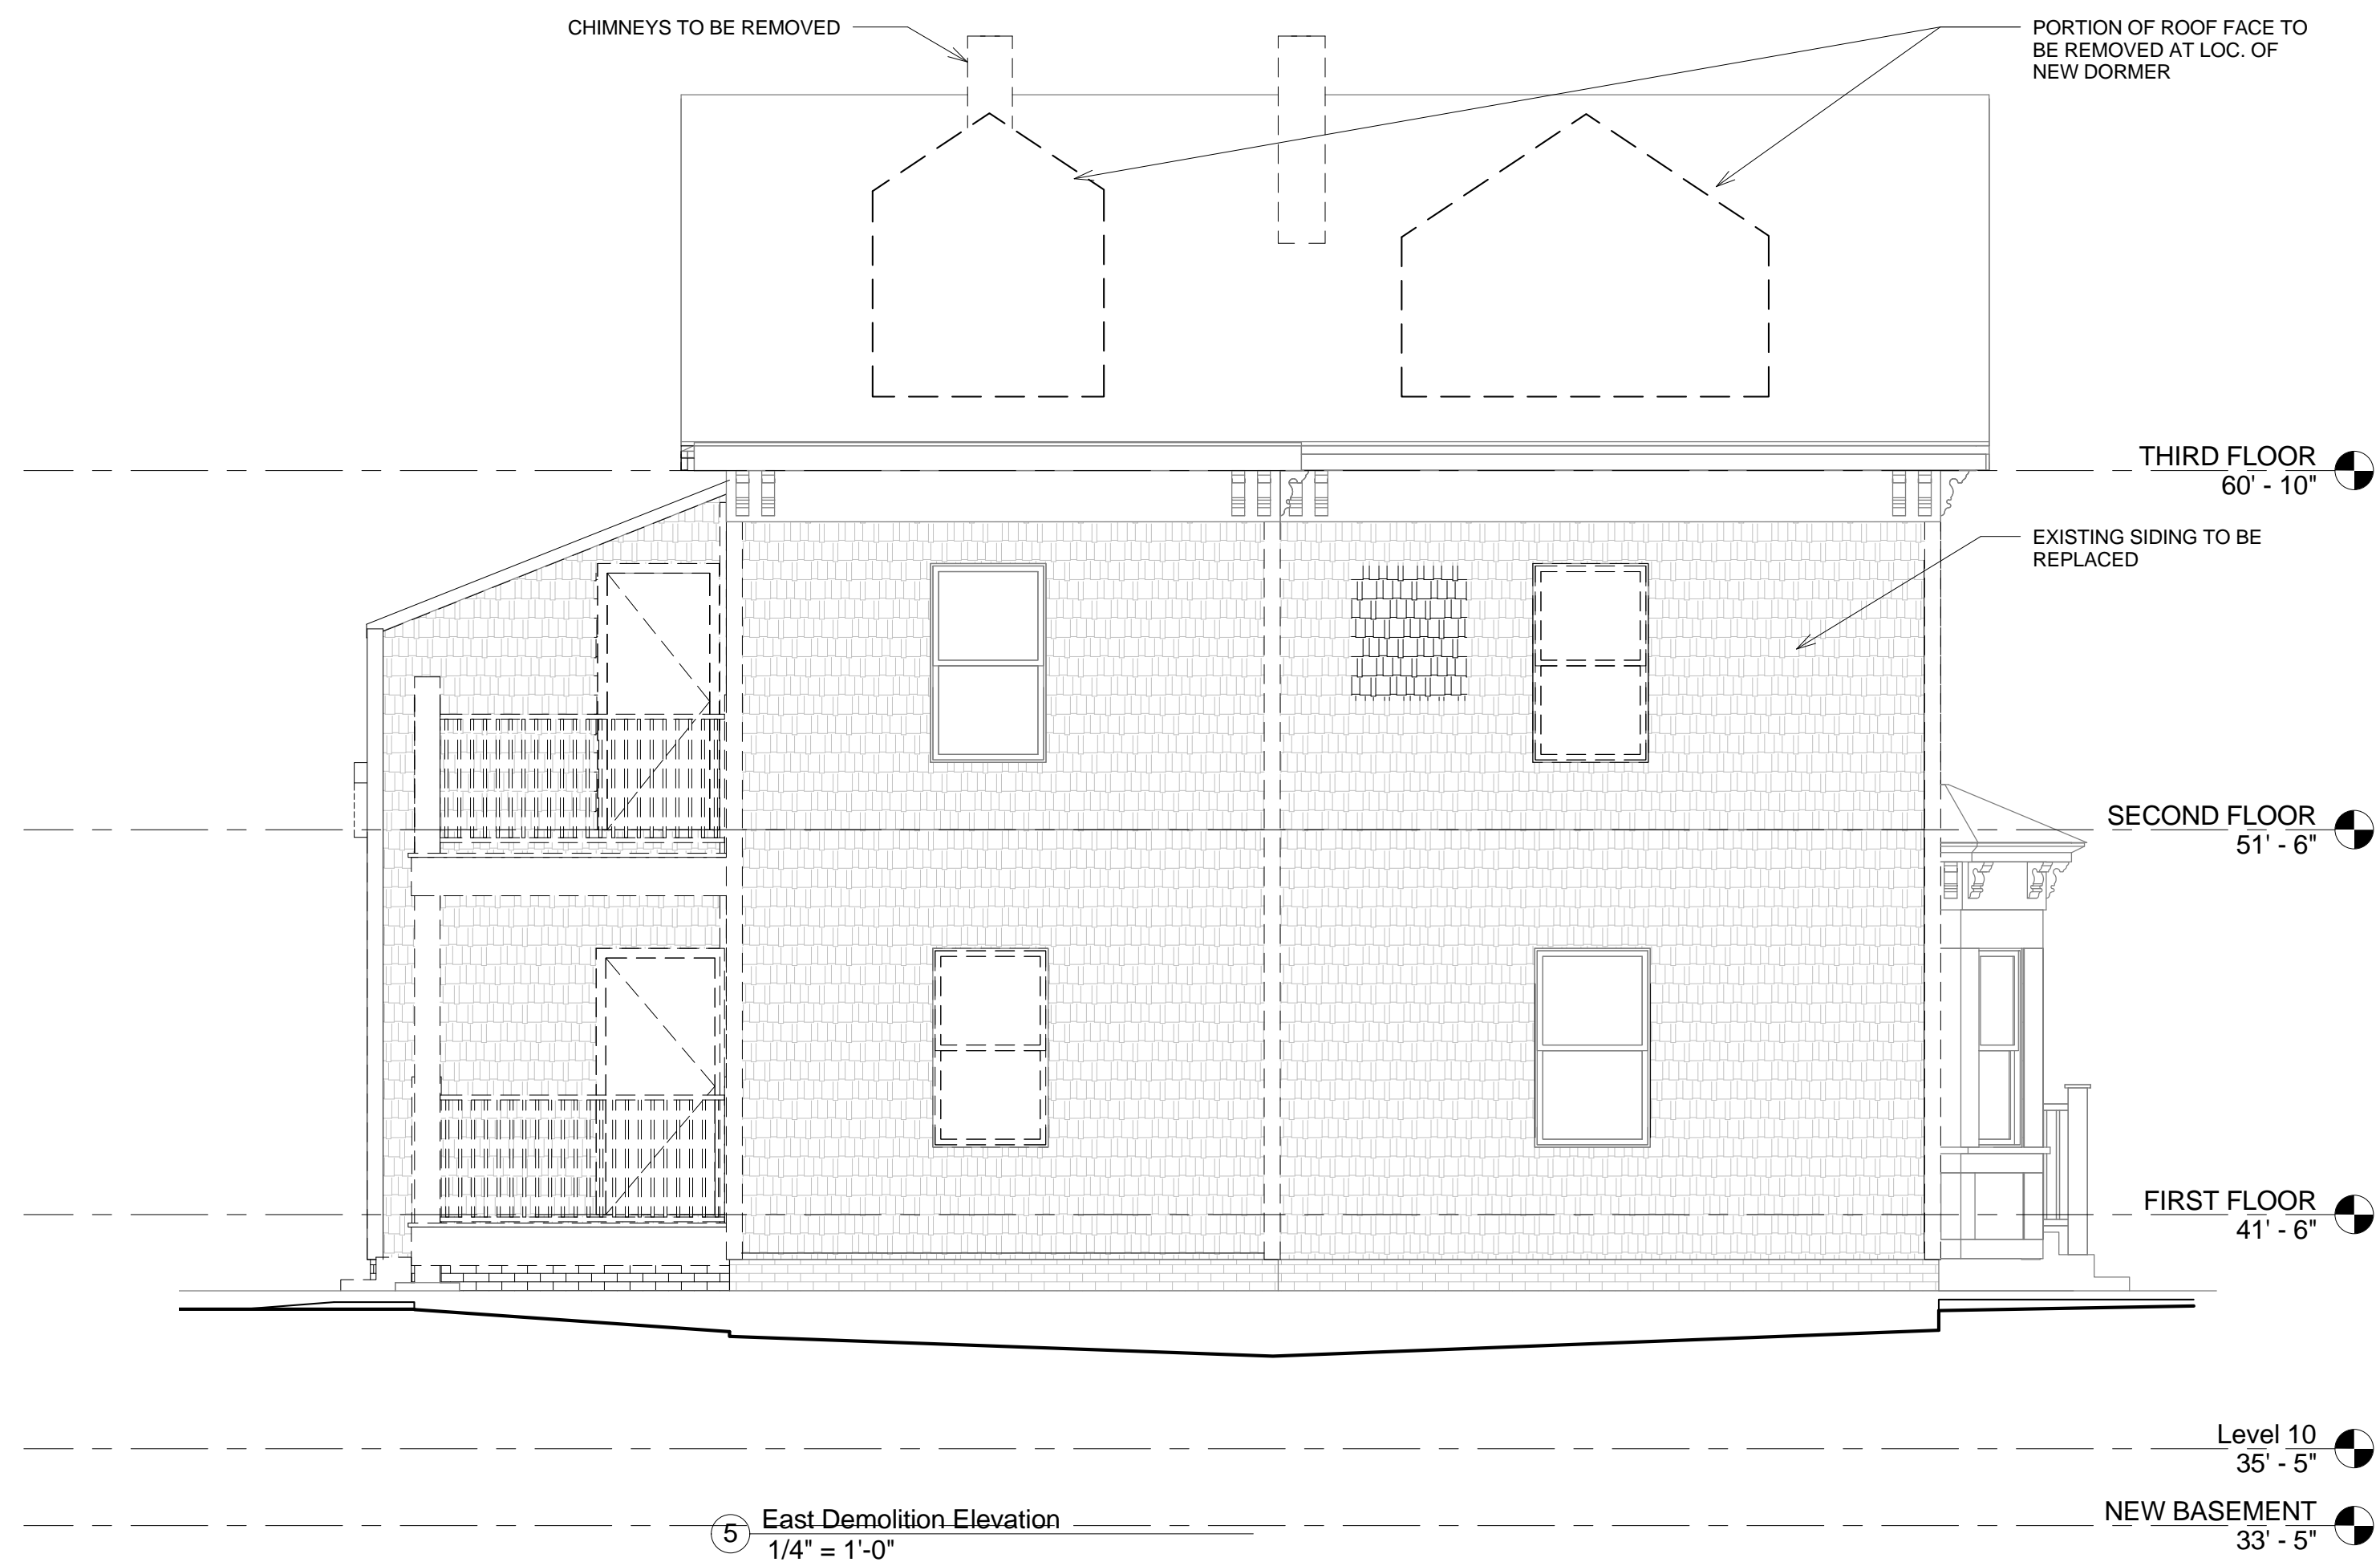 CHIMNEYS TO BE REMOVED
PORTION OF ROOF FACE TO
BE REMOVED AT LOC. OF
NEW DORMER
THIRD FLOOR
60' - 10"
EXISTING SIDING TO BE
REPLACED
SECOND FLOOR
51' - 6"
FIRST FLOOR
41' - 6"
Level 10
35' - 5"
NEW BASEMENT
33' - 5"
5
East Demolition Elevation
1/4" = 1'-0"